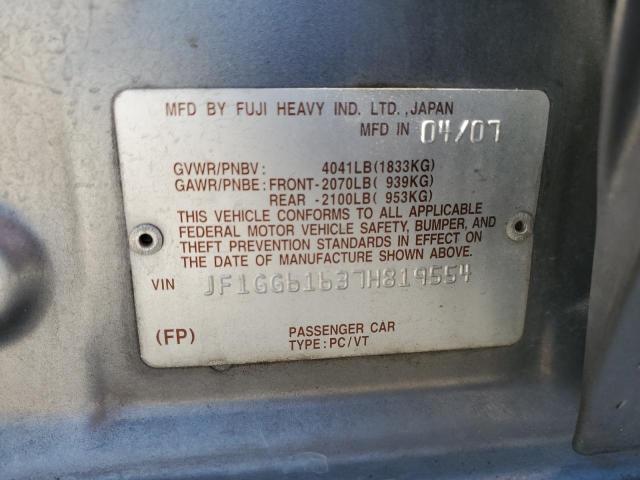 MFD BY FUJI HEAVY IND. LTD.,JAPAN
MFD IN 04/07
GVWR/PNBV: 4041LB(1833KG)
GAWR/PNBE:FRONT-2070LB( 939KG)
REAR -2100LB( 953KG)
THIS VEHICLE CONFORMS TO ALL APPLICABLE
FEDERAL MOTOR VEHICLE SAFETY, BUMPER, AND
THEFT PREVENTION STANDARDS IN EFFECT ON
THE DATE OF MANUFACTURE SHOWN ABOVE.
VIN JF1GG61637H819554
(FP) PASSENGER CAR
TYPE:PC/VT